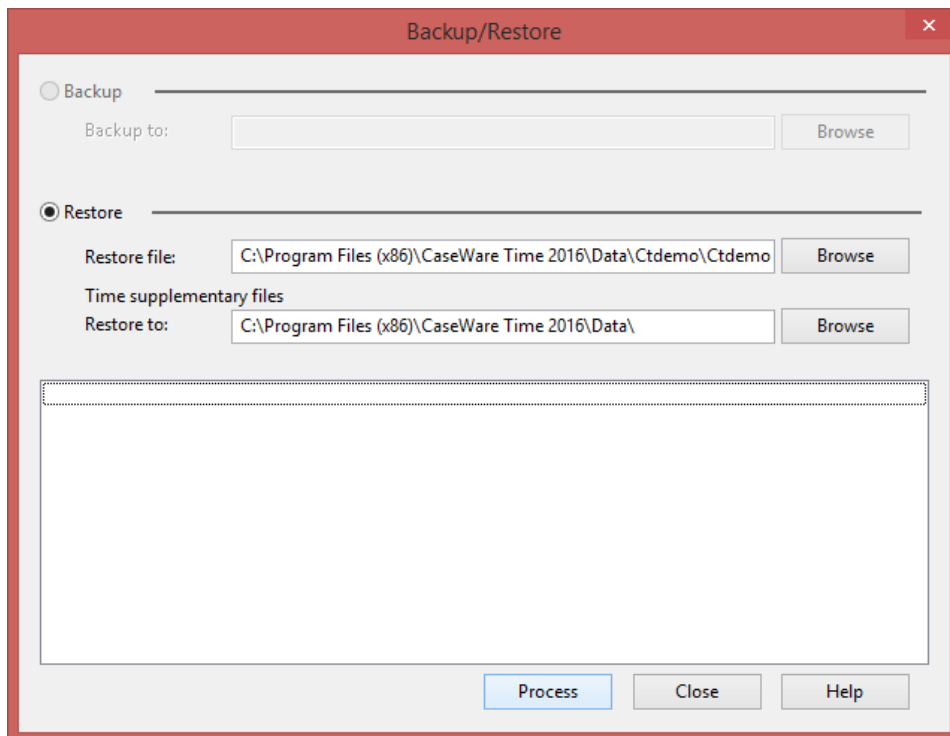 Backup/Restore
Backup
Backup to:
Browse
Restore
Restore file:
C:\Program Files (x86)\CaseWare Time 2016\Data\Ctdemo\Ctdemo
Browse
Time supplementary files
Restore to:
C:\Program Files (x86)\CaseWare Time 2016\Data\
Browse
Process
Close
Help